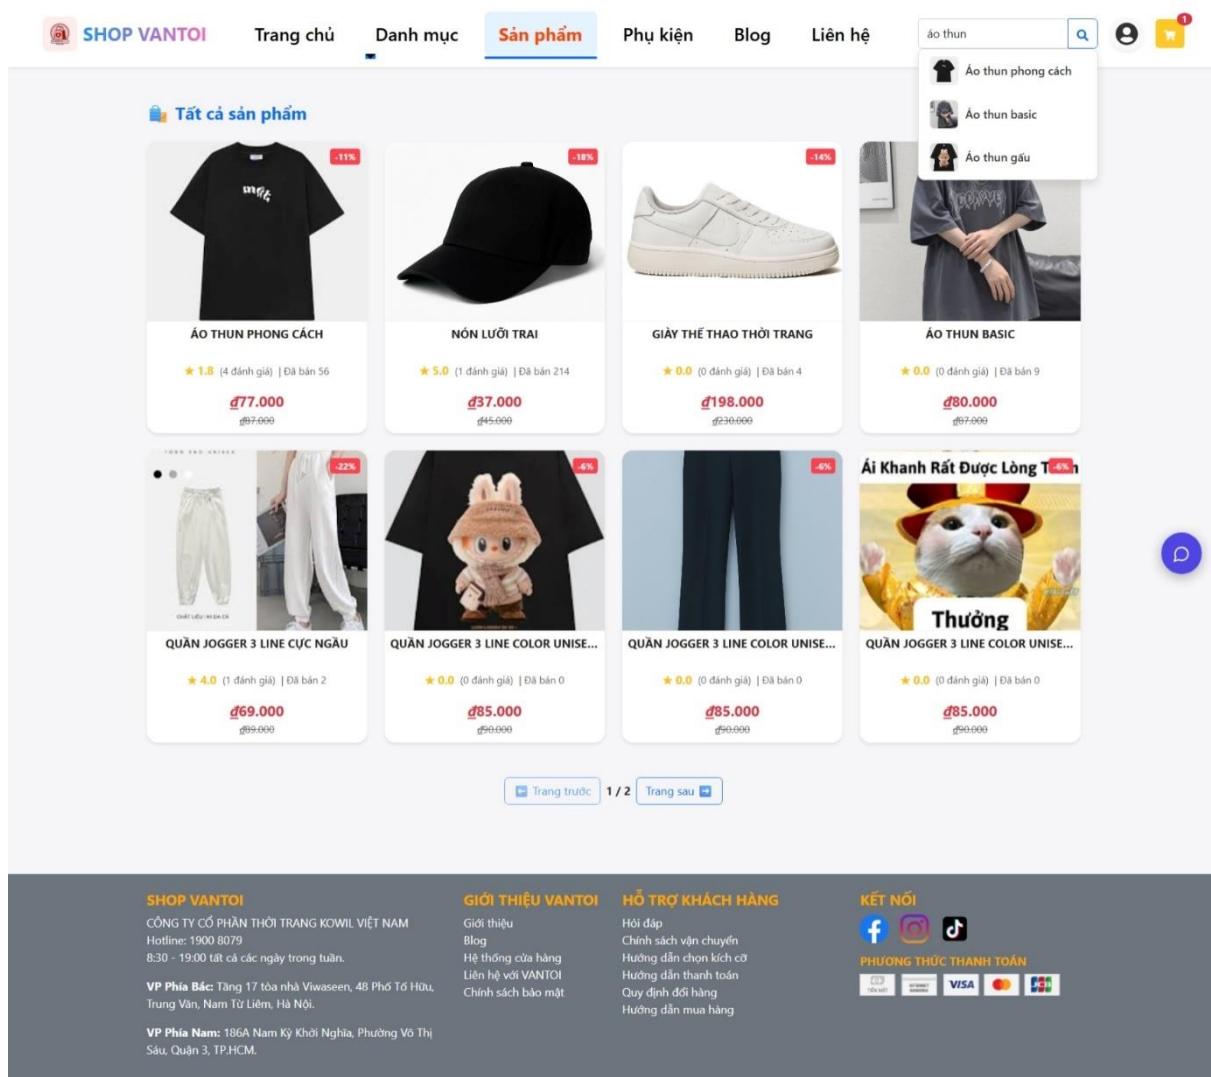 SHOP VANTOI
Trang chủ
Danh mục
Sản phẩm
Phụ kiện
Blog
Liên hệ
áo thun
1
Áo thun phong cách
Áo thun basic
Áo thun gấu
Tất cả sản phẩm
-11%
-18%
-14%
ÁO THUN PHONG CÁCH
NÓN LƯỠI TRAI
GIÀY THỂ THAO THỜI TRANG
ÁO THUN BASIC
★ 1.8 (4 đánh giá) | Đã bán 56
★ 5.0 (1 đánh giá) | Đã bán 214
★ 0.0 (0 đánh giá) | Đã bán 4
★ 0.0 (0 đánh giá) | Đã bán 9
₫77.000
₫37.000
₫198.000
₫80.000
₫87.000
₫45.000
₫230.000
₫87.000
-22%
-6%
-6%
Ái Khanh Rất Được Lòng
-6%
Thưởng
QUẦN JOGGER 3 LINE CỰC NGẦU
QUẦN JOGGER 3 LINE COLOR UNISE...
QUẦN JOGGER 3 LINE COLOR UNISE...
QUẦN JOGGER 3 LINE COLOR UNISE...
★ 4.0 (1 đánh giá) | Đã bán 2
★ 0.0 (0 đánh giá) | Đã bán 0
★ 0.0 (0 đánh giá) | Đã bán 0
★ 0.0 (0 đánh giá) | Đã bán 0
₫69.000
₫85.000
₫85.000
₫85.000
₫89.000
₫90.000
₫90.000
₫90.000
Trang trước
1 / 2
Trang sau
SHOP VANTOI
CÔNG TY CỔ PHẦN THỜI TRANG KOWIL VIỆT NAM
Hotline: 1900 8079
8:30 - 19:00 tất cả các ngày trong tuần.
VP Phía Bắc: Tầng 17 tòa nhà Viwaseen, 48 Phố Tố Hữu,
Trung Văn, Nam Từ Liêm, Hà Nội.
VP Phía Nam: 186A Nam Kỳ Khởi Nghĩa, Phường Võ Thị
Sáu, Quận 3, TP.HCM.
GIỚI THIỆU VANTOI
Giới thiệu
Blog
Hệ thống cửa hàng
Liên hệ với VANTOI
Chính sách bảo mật
HỖ TRỢ KHÁCH HÀNG
Hỏi đáp
Chính sách vận chuyển
Hướng dẫn chọn kích cỡ
Hướng dẫn thanh toán
Quy định đổi hàng
Hướng dẫn mua hàng
KẾT NỐI
PHƯƠNG THỨC THANH TOÁN
TIỀN MẶT
INTERNET BANKING
VISA
JCB